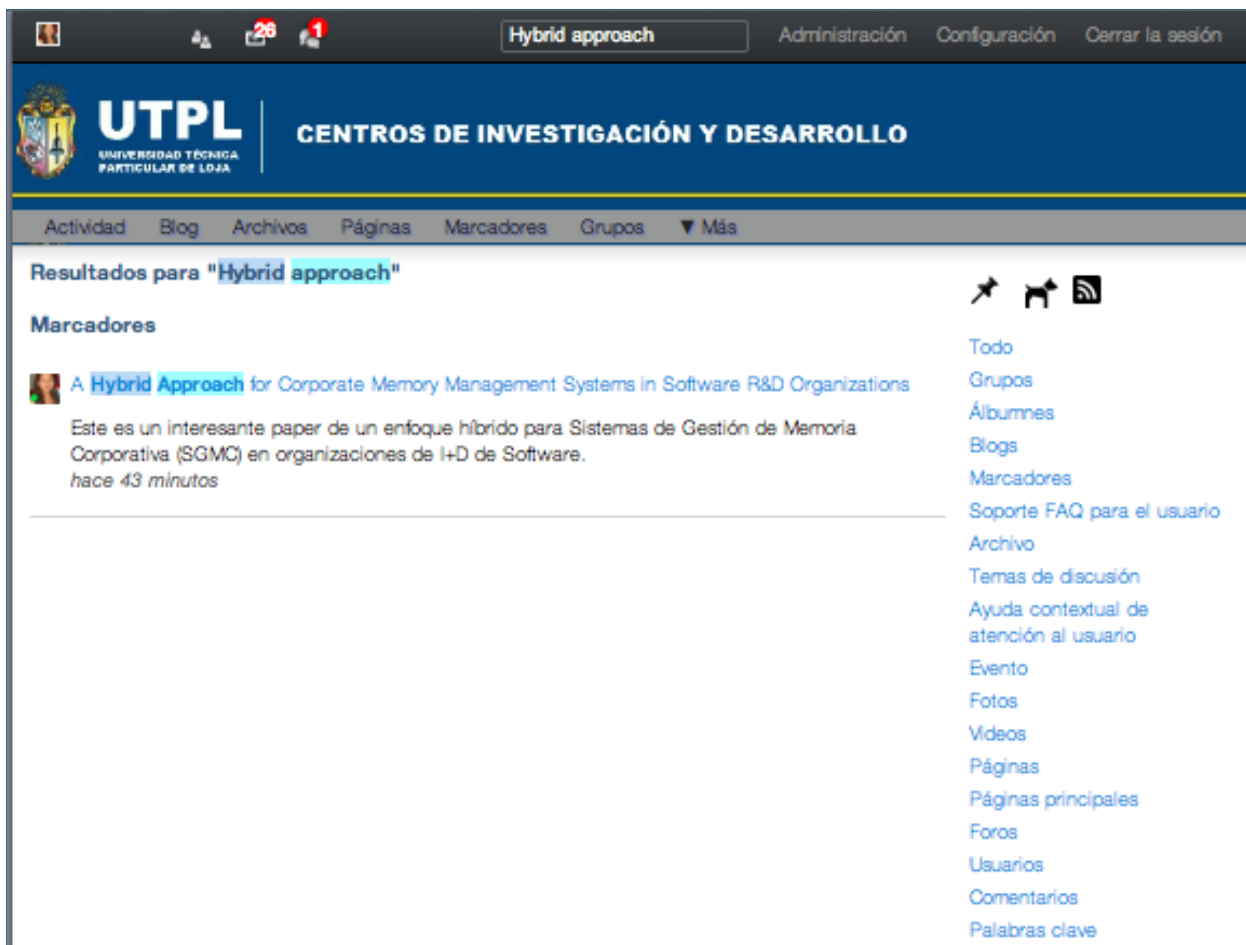 26
1
Hybrid approach
Administración
Configuración
Cerrar la sesión
UTPL
UNIVERSIDAD TÉCNICA
PARTICULAR DE LOJA
CENTROS DE INVESTIGACIÓN Y DESARROLLO
Actividad
Blog
Archivos
Páginas
Marcadores
Grupos
▼ Más
Resultados para "Hybrid approach"
Marcadores
A Hybrid Approach for Corporate Memory Management Systems in Software R&D Organizations
Este es un interesante paper de un enfoque híbrido para Sistemas de Gestión de Memoria
Corporativa (SGMC) en organizaciones de I+D de Software.
hace 43 minutos
Todo
Grupos
Álbumnes
Blogs
Marcadores
Soporte FAQ para el usuario
Archivo
Temas de discusión
Ayuda contextual de
atención al usuario
Evento
Fotos
Videos
Páginas
Páginas principales
Foros
Usuarios
Comentarios
Palabras clave